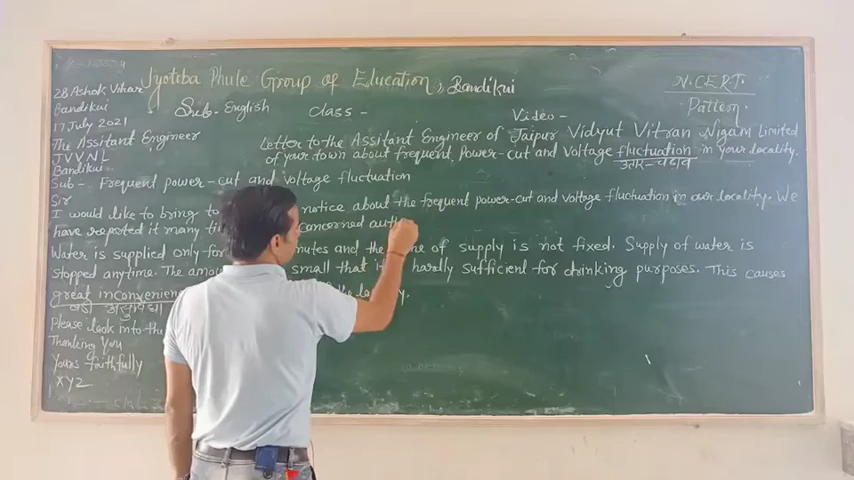 Jyoteba Phule Group of Education, Bandikui
N.C.E.R.T.
Pattern
Sub- English Class - Video -
28 Ashok Vihar
Bandikui
17 July 2021
The Assitant Engineer
JVVNL
Bandikui
Letter to the Assitant Engineer of Jaipur Vidyut Vitran Nigam Limited
of your town about frequent Power-cut and Voltage fluctuation in your locality.
उतार-चढाव
Sub- Frequent power-cut and voltage fluctuation
Sir
I would like to bring to notice about the frequent power-cut and voltage fluctuation in our locality. We
have reported it many concerned auth
Water is supplied only for nutes and the of supply is not fixed. Supply of water is
stopped anytime. The small that hardly sufficient for drinking purposes. This causes
great inconvenien
Please look into the
Thanking you
Yours faithfully
XYZ